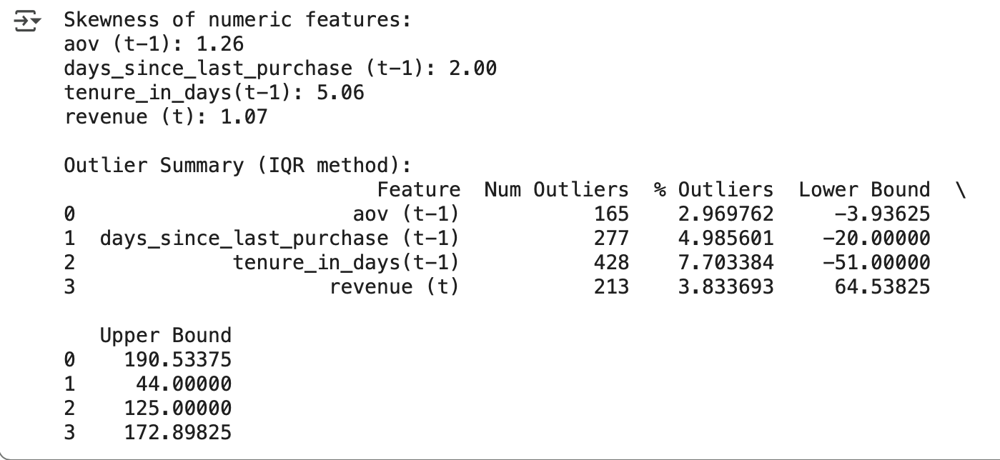 Skewness of numeric features:
aov (t-1): 1.26
days_since_last_purchase (t-1): 2.00
tenure_in_days(t-1): 5.06
revenue (t): 1.07
Outlier Summary (IQR method):
Feature  Num Outliers  % Outliers  Lower Bound  \
0  aov (t-1)  165  2.969762  -3.93625
1  days_since_last_purchase (t-1)  277  4.985601  -20.00000
2  tenure_in_days(t-1)  428  7.703384  -51.00000
3  revenue (t)  213  3.833693  64.53825
Upper Bound
0  190.53375
1  44.00000
2  125.00000
3  172.89825